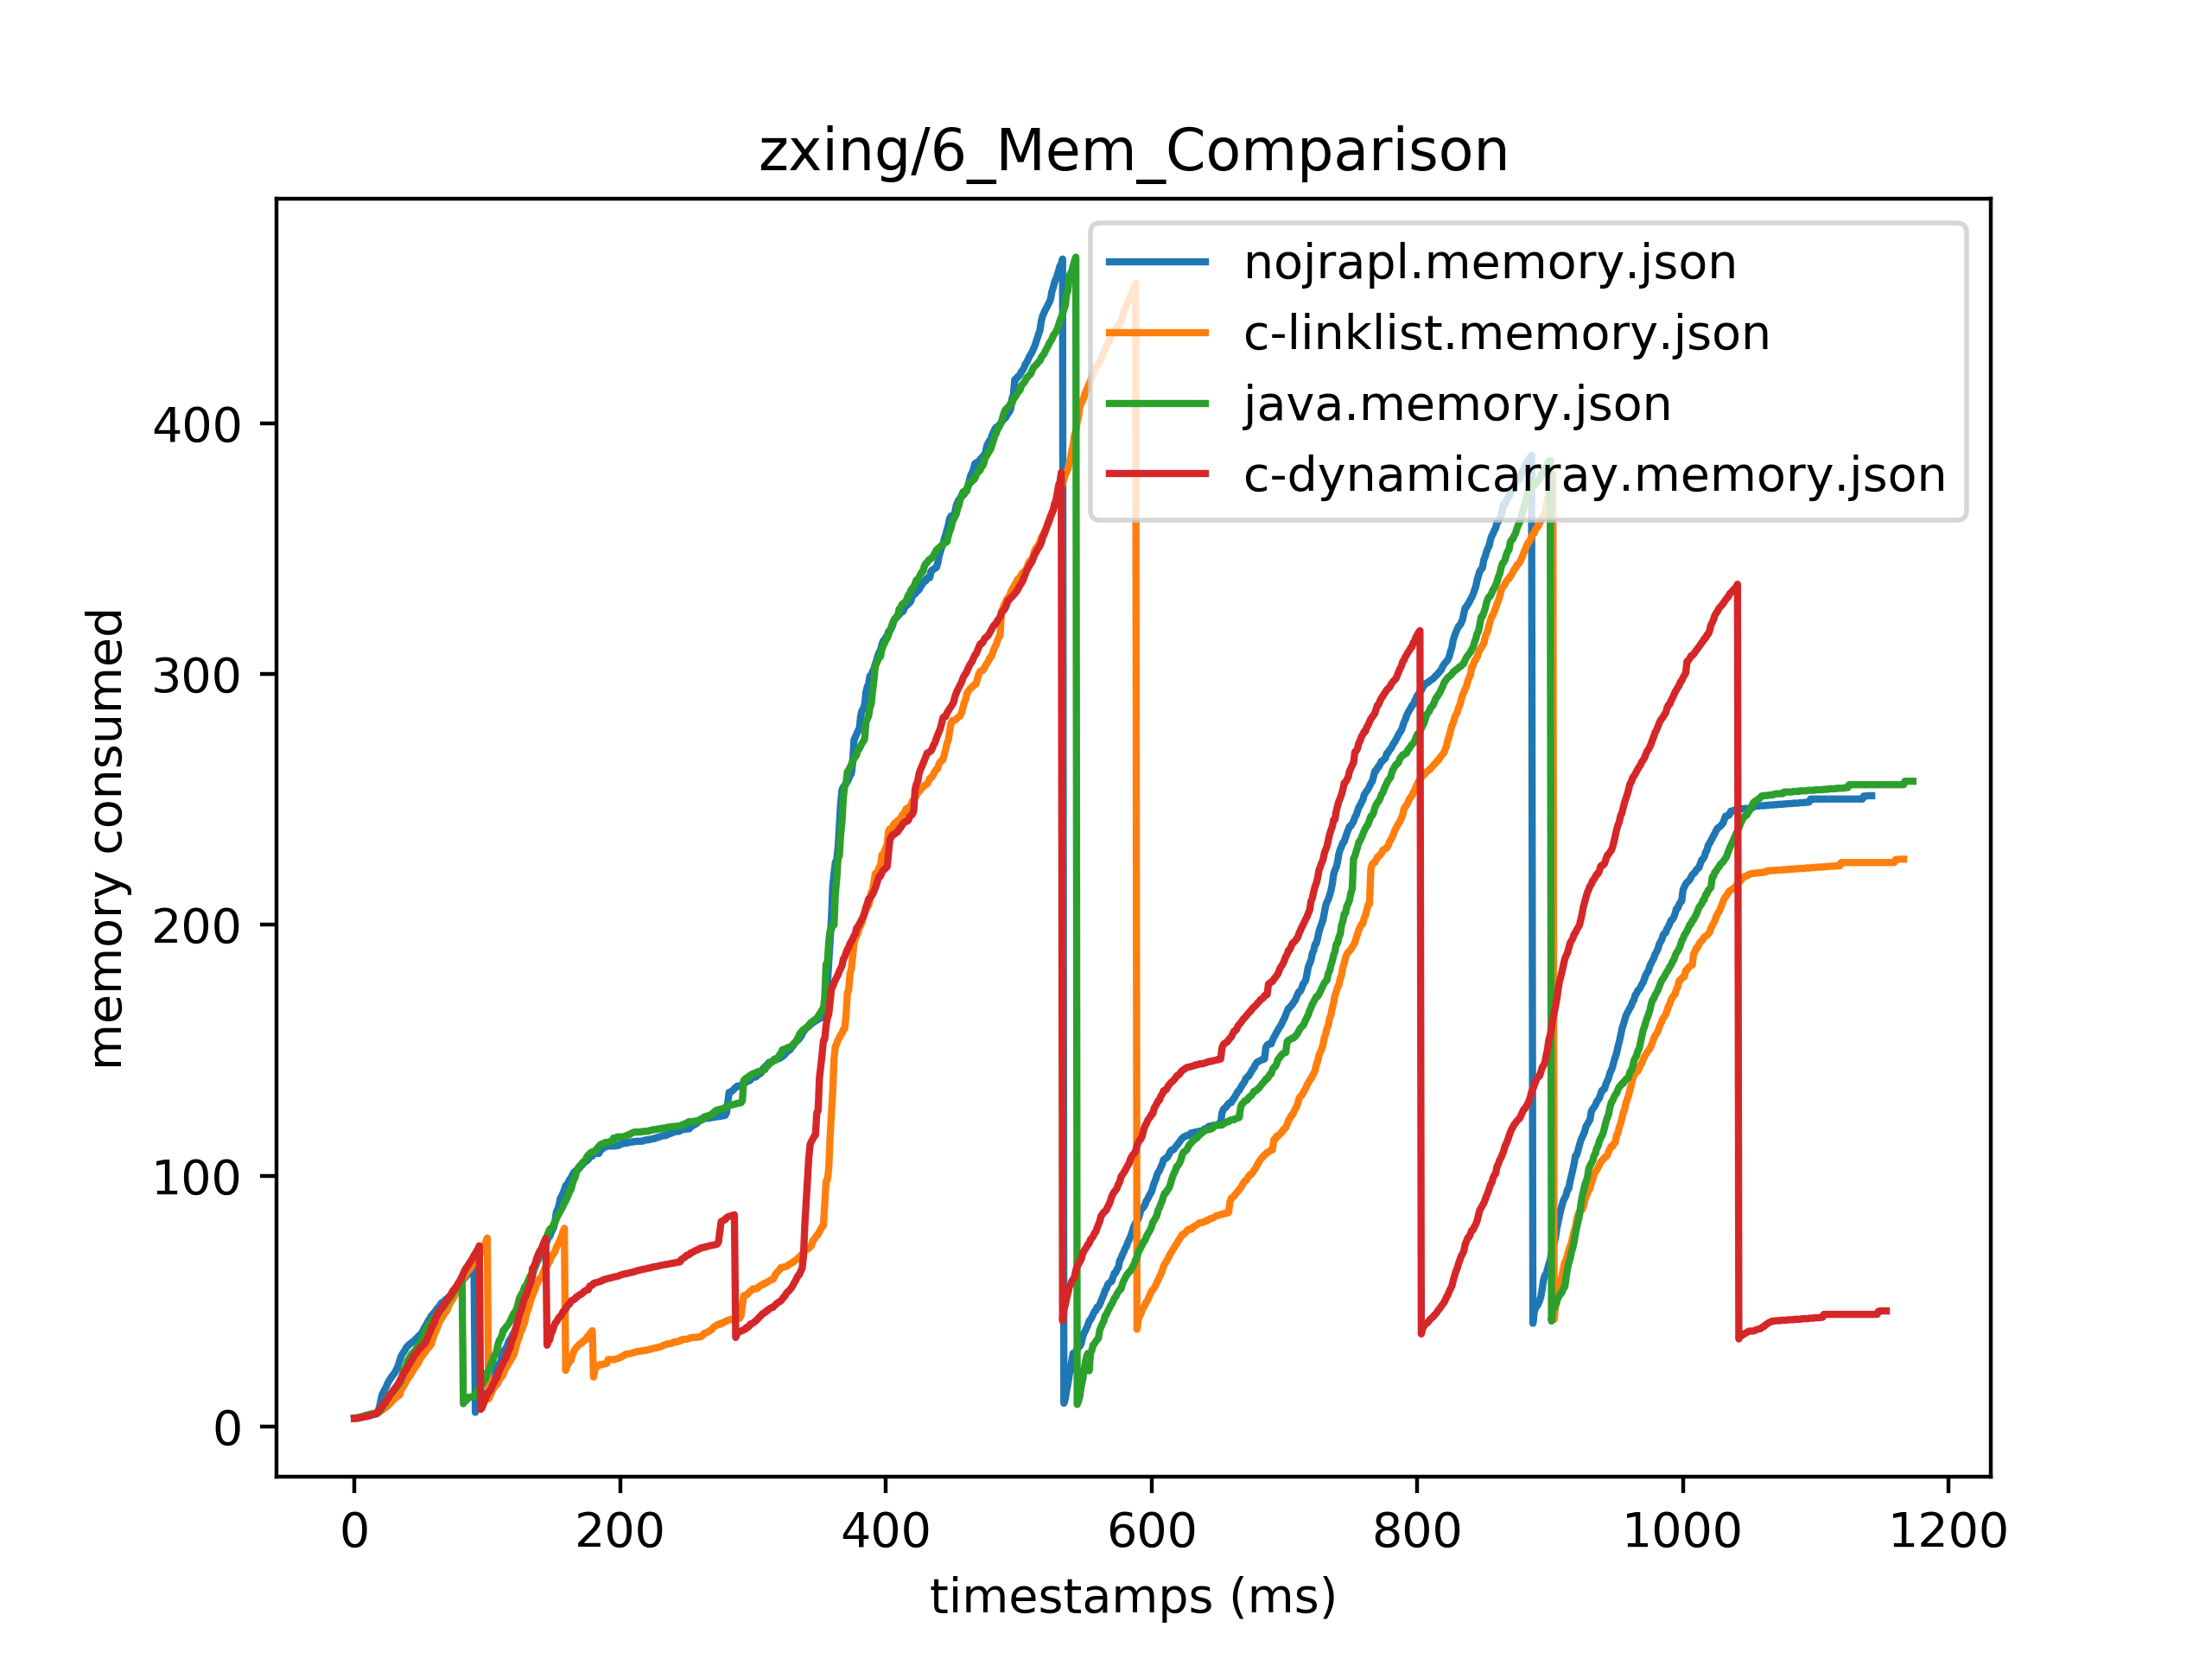 zxing/6_Mem_Comparison
nojrapl.memory.json
c-linklist.memory.json
java.memory.json
c-dynamicarray.memory.json
memory consumed
400
300
200
100
0
0 200 400 600 800 1000 1200
timestamps (ms)